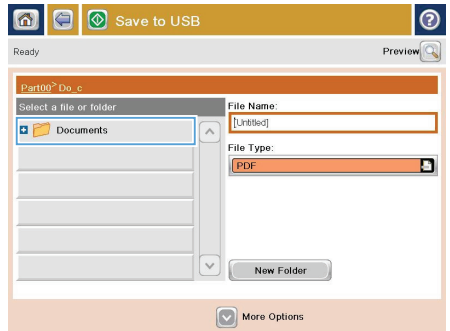 Save to USB
Ready
Preview
Part00> Do_c
Select a file or folder
Documents
File Name:
[Untitled]
File Type:
PDF
New Folder
More Options